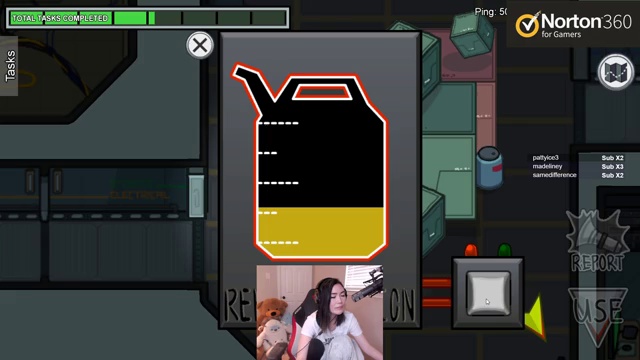 TOTAL TASKS COMPLETED
Ping: 50
Norton 360
for Gamers
Tasks
pattyice3 Sub X2
madeliney Sub X3
samedifference Sub X2
ELECTRICAL
REPORT
USE